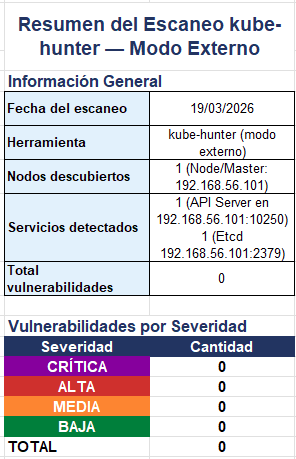 Resumen del Escaneo kube-
hunter — Modo Externo
Información General
Fecha del escaneo 19/03/2026
Herramienta kube-hunter (modo
externo)
Nodos descubiertos 1 (Node/Master:
192.168.56.101)
Servicios detectados 1 (API Server en
192.168.56.101:10250)
1 (Etcd
192.168.56.101:2379)
Total
vulnerabilidades 0
Vulnerabilidades por Severidad
Severidad Cantidad
CRÍTICA 0
ALTA 0
MEDIA 0
BAJA 0
TOTAL 0